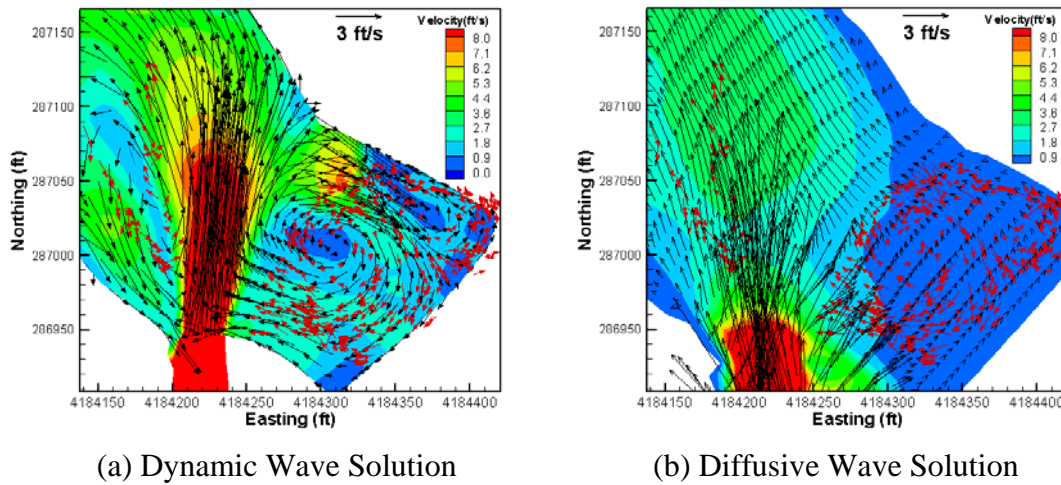 3 ft/s
Velocity(ft/s)
8.0
7.1
6.2
5.3
4.4
3.6
2.7
1.8
0.9
0.0
287150
287100
287050
287000
286950
Northing (ft)
4184150 4184200 4184250 4184300 4184350 4184400
Easting (ft)
(a) Dynamic Wave Solution
3 ft/s
Velocity(ft/s)
8.0
7.1
6.2
5.3
4.4
3.6
2.7
1.8
0.9
0.0
287150
287100
287050
287000
286950
Northing (ft)
4184150 4184200 4184250 4184300 4184350 4184400
Easting (ft)
(b) Diffusive Wave Solution